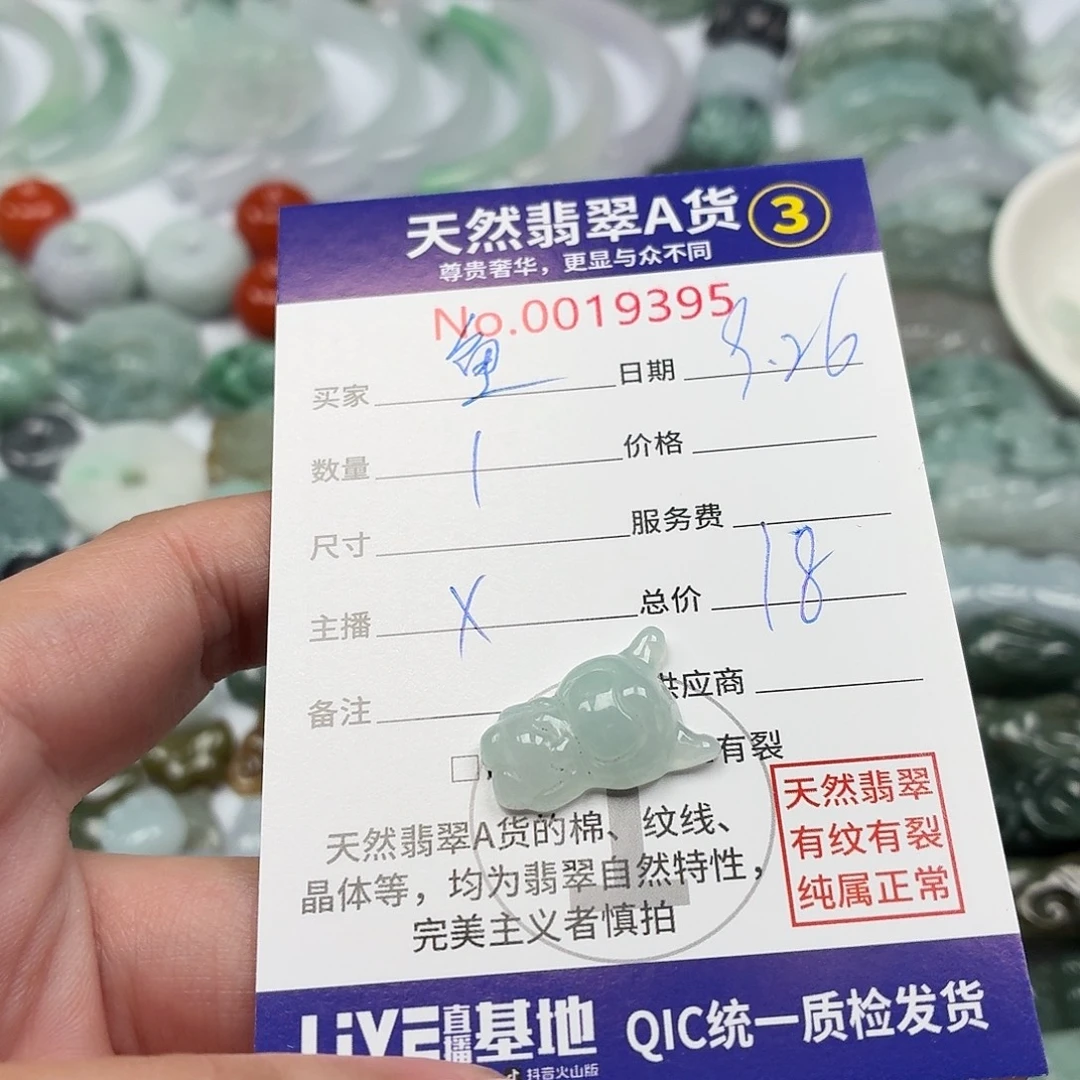 天然翡翠A货 3
尊贵奢华，更显与众不同
No.0019395
买家 鱼 日期 5.26
数量 1 价格
尺寸 服务费
主播 X 总价 18
备注 供应商
□ 有裂
天然翡翠A货的棉、纹线、
晶体等，均为翡翠自然特性，
完美主义者慎拍
天然翡翠
有纹有裂
纯属正常
LiVE直播基地 QIC统一质检发货
抖音火山版